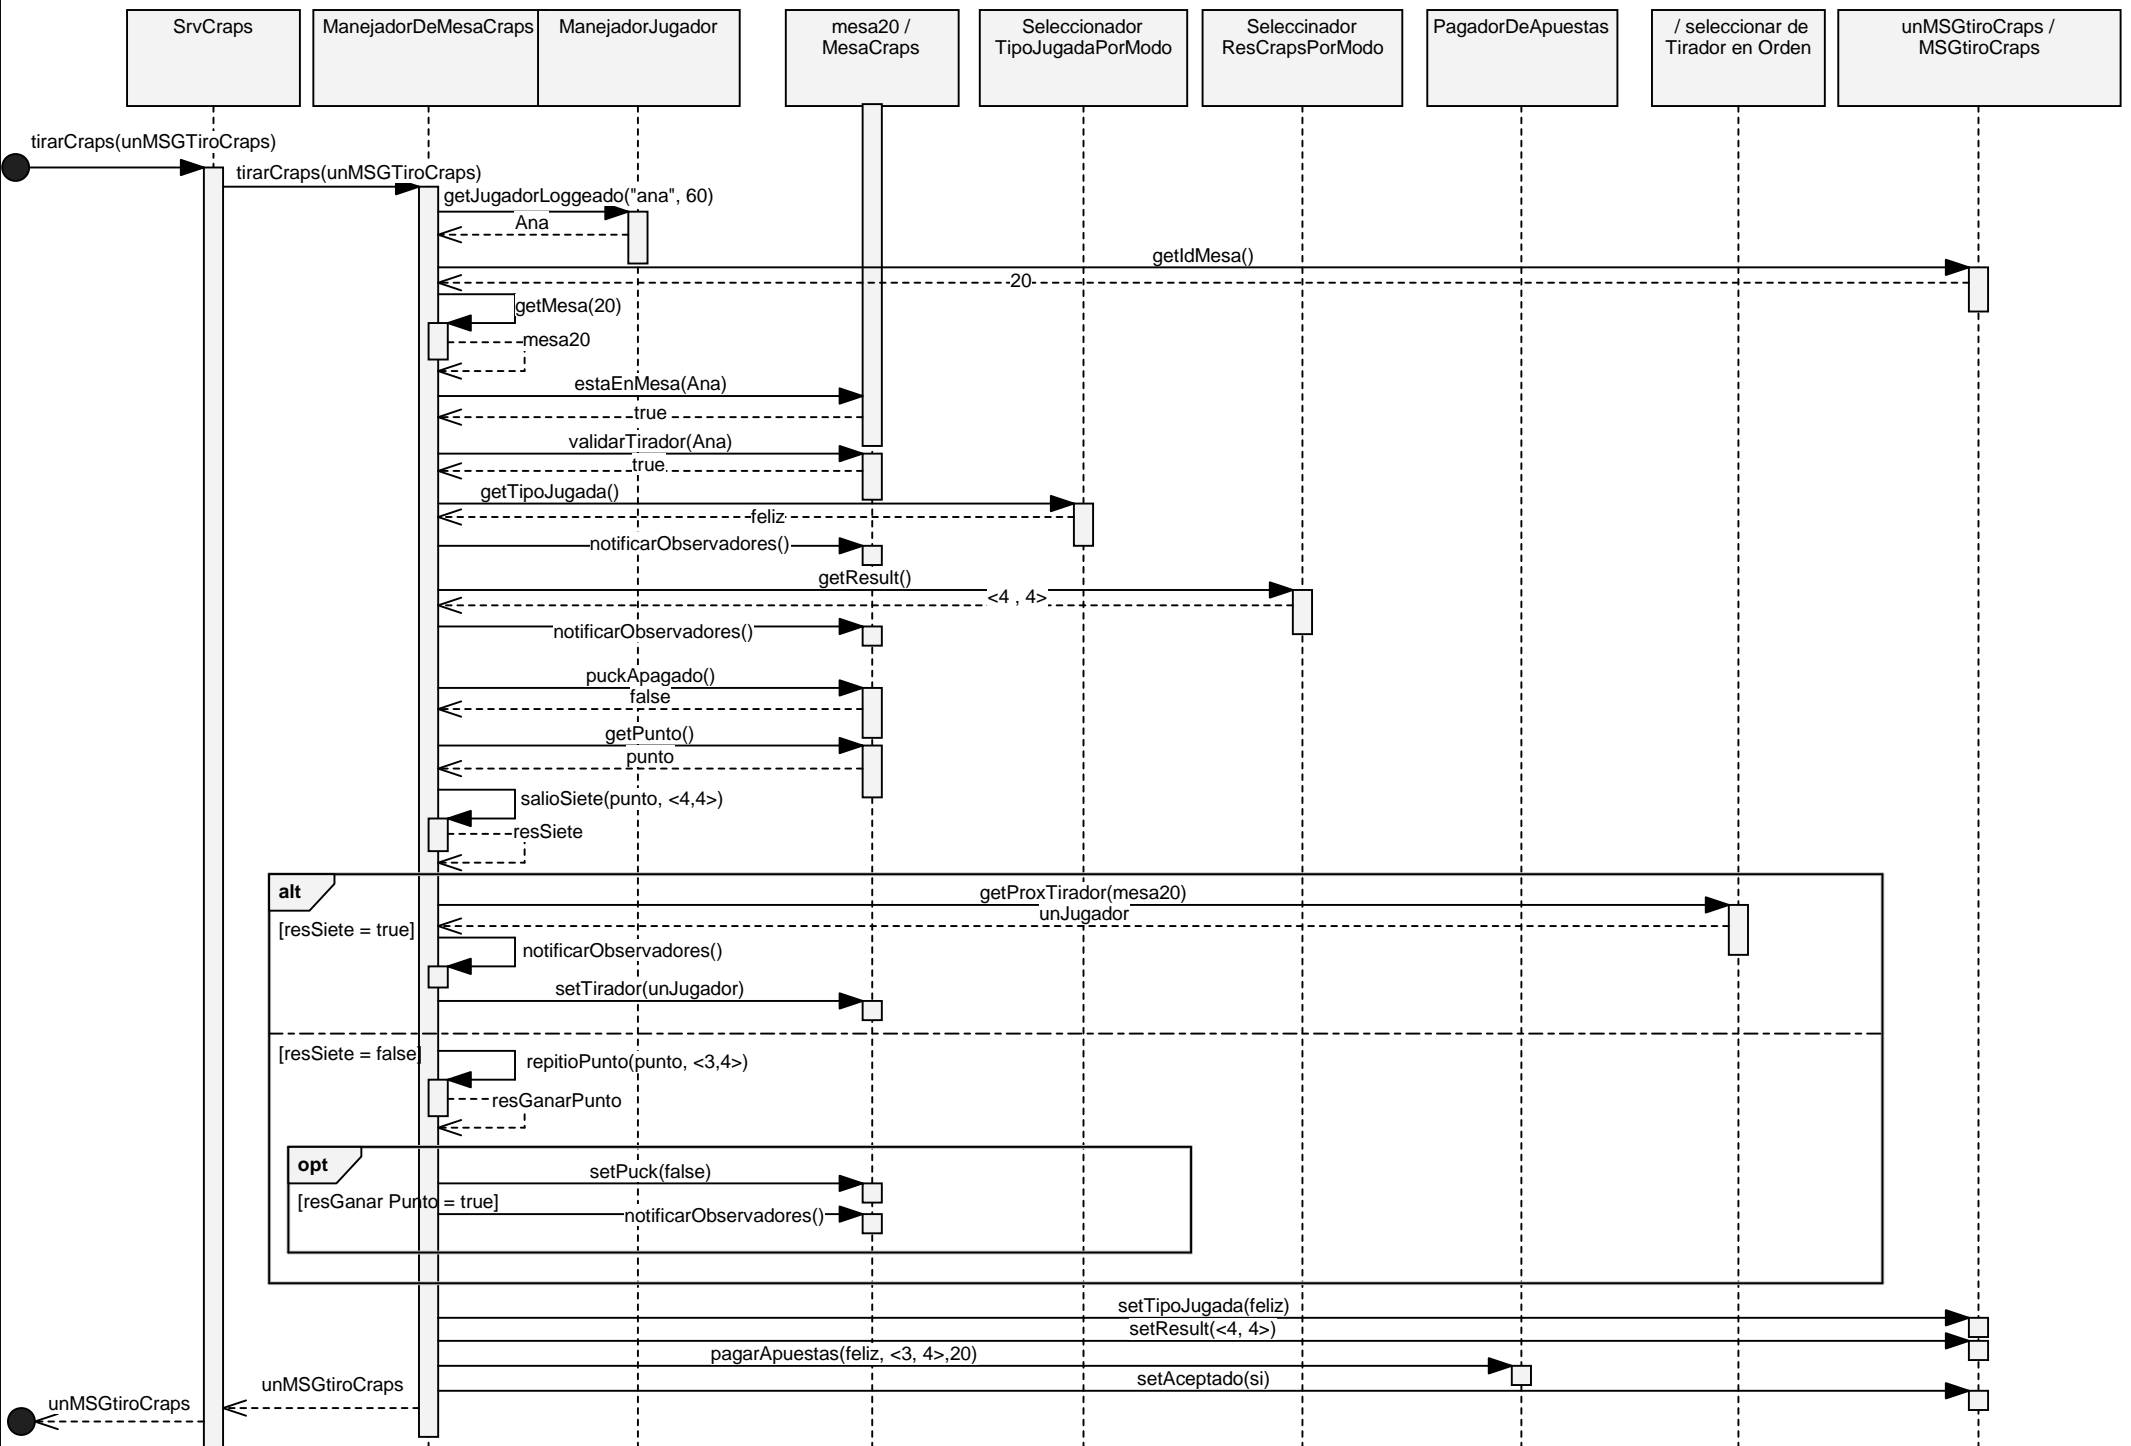 SrvCraps
ManejadorDeMesaCraps
ManejadorJugador
mesa20 /
MesaCraps
Seleccionador
TipoJugadaPorModo
Seleccinador
ResCrapsPorModo
PagadorDeApuestas
/ seleccionar de
Tirador en Orden
unMSGtiroCraps /
MSGtiroCraps
tirarCraps(unMSGTiroCraps)
tirarCraps(unMSGTiroCraps)
getJugadorLoggeado("ana", 60)
Ana
getIdMesa()
20
getMesa(20)
mesa20
estaEnMesa(Ana)
true
validarTirador(Ana)
true
getTipoJugada()
feliz
notificarObservadores()
getResult()
<4 , 4>
notificarObservadores()
puckApagado()
false
getPunto()
punto
salioSiete(punto, <4,4>)
resSiete
alt
getProxTirador(mesa20)
unJugador
[resSiete = true]
notificarObservadores()
setTirador(unJugador)
[resSiete = false]
repitioPunto(punto, <3,4>)
resGanarPunto
opt
setPuck(false)
[resGanar Punto = true]
notificarObservadores()
setTipoJugada(feliz)
setResult(<4, 4>)
pagarApuestas(feliz, <3, 4>,20)
setAceptado(si)
unMSGtiroCraps
unMSGtiroCraps